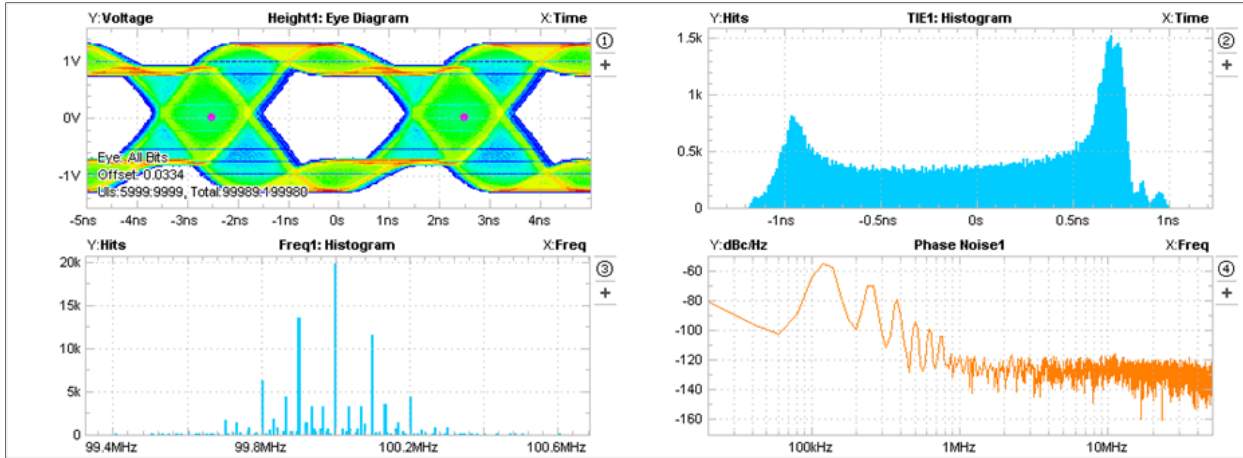 Y:Voltage Height1: Eye Diagram X:Time
1
+
1V
0V
-1V
Eye: All Bits
Offset: 0.0334
UIs:5999:9999, Total:99989:199980
-5ns -4ns -3ns -2ns -1ns 0s 1ns 2ns 3ns 4ns
Y:Hits TIE1: Histogram X:Time
2
+
1.5k
1k
0.5k
0
-1ns -0.5ns 0s 0.5ns 1ns
Y:Hits Freq1: Histogram X:Freq
3
+
20k
15k
10k
5k
0
99.4MHz 99.8MHz 100.2MHz 100.6MHz
Y:dBc/Hz Phase Noise1 X:Freq
4
+
-60
-80
-100
-120
-140
-160
100kHz 1MHz 10MHz